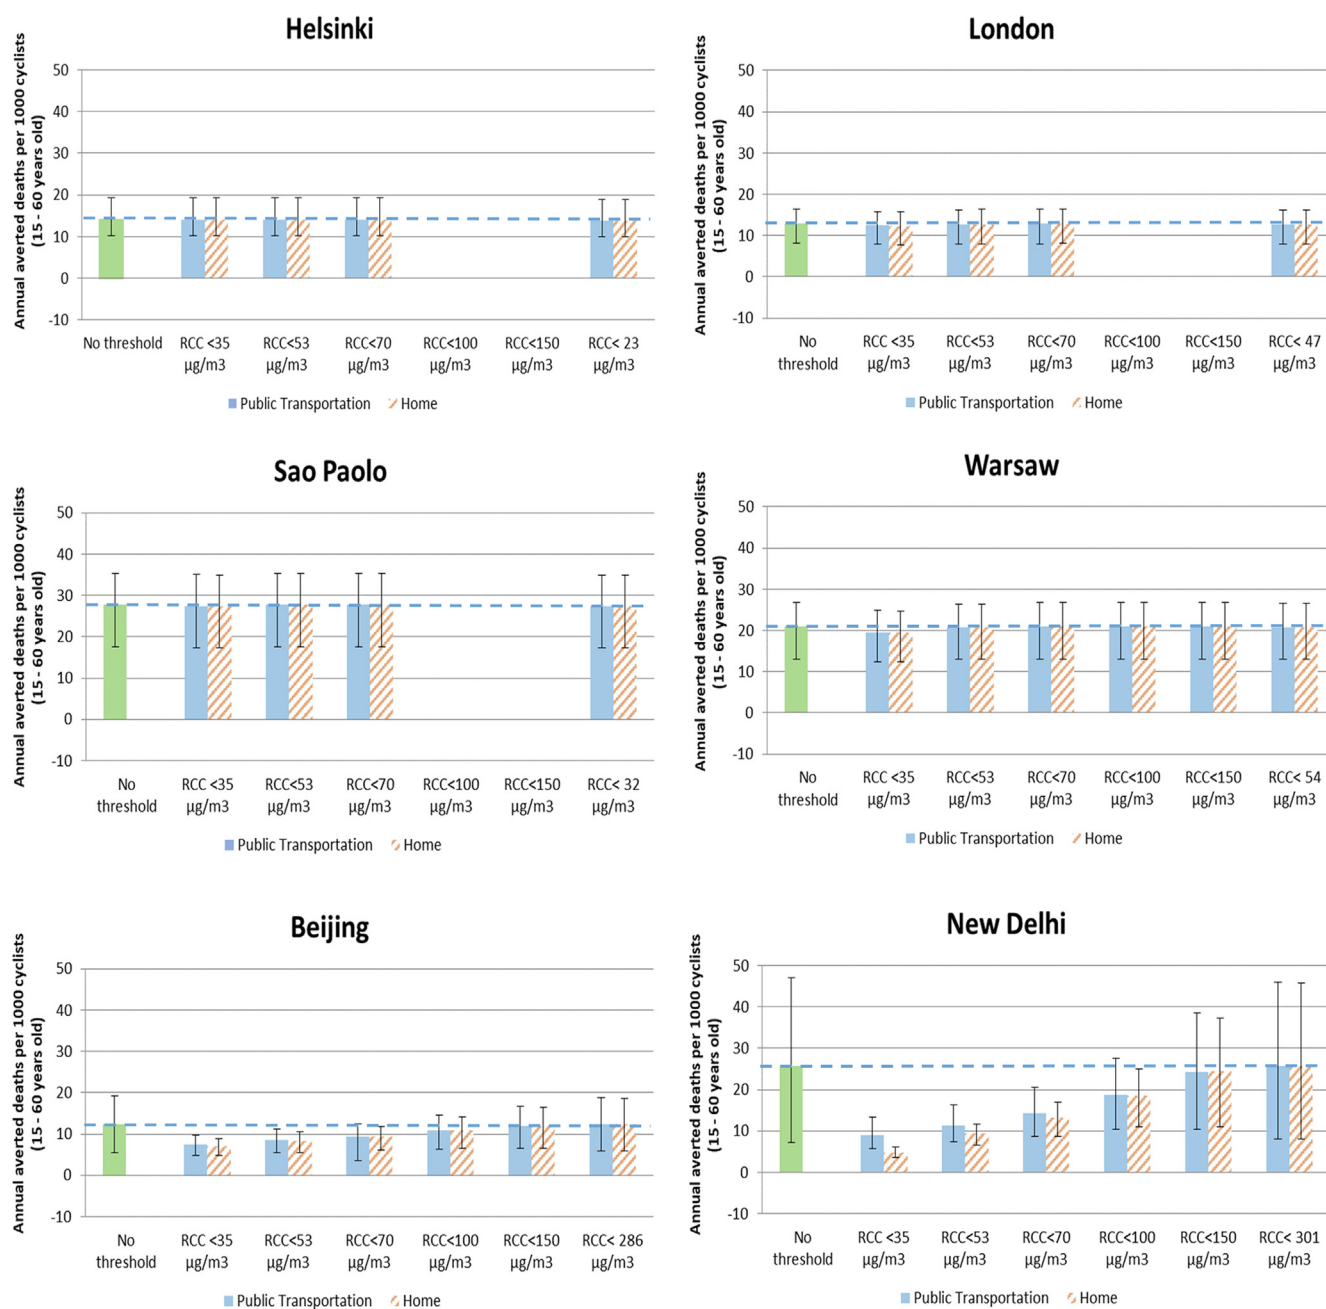 Helsinki
Annual averted deaths per 1000 cyclists
(15 - 60 years old)
50
40
30
20
10
0
-10
No threshold
RCC <35 µg/m3
RCC<53 µg/m3
RCC<70 µg/m3
RCC<100 µg/m3
RCC<150 µg/m3
RCC< 23 µg/m3
Public Transportation
Home
London
Annual averted deaths per 1000 cyclists
(15 - 60 years old)
50
40
30
20
10
0
-10
No threshold
RCC <35 µg/m3
RCC<53 µg/m3
RCC<70 µg/m3
RCC<100 µg/m3
RCC<150 µg/m3
RCC< 47 µg/m3
Public Transportation
Home
Sao Paolo
Annual averted deaths per 1000 cyclists
(15 - 60 years old)
50
40
30
20
10
0
-10
No threshold
RCC <35 µg/m3
RCC<53 µg/m3
RCC<70 µg/m3
RCC<100 µg/m3
RCC<150 µg/m3
RCC< 32 µg/m3
Public Transportation
Home
Warsaw
Annual averted deaths per 1000 cyclists
(15 - 60 years old)
50
40
30
20
10
0
-10
No threshold
RCC <35 µg/m3
RCC<53 µg/m3
RCC<70 µg/m3
RCC<100 µg/m3
RCC<150 µg/m3
RCC< 54 µg/m3
Public Transportation
Home
Beijing
Annual averted deaths per 1000 cyclists
(15 - 60 years old)
50
40
30
20
10
0
-10
No threshold
RCC <35 µg/m3
RCC<53 µg/m3
RCC<70 µg/m3
RCC<100 µg/m3
RCC<150 µg/m3
RCC< 286 µg/m3
Public Transportation
Home
New Delhi
Annual averted deaths per 1000 cyclists
(15 - 60 years old)
50
40
30
20
10
0
-10
No threshold
RCC <35 µg/m3
RCC<53 µg/m3
RCC<70 µg/m3
RCC<100 µg/m3
RCC<150 µg/m3
RCC< 301 µg/m3
Public Transportation
Home